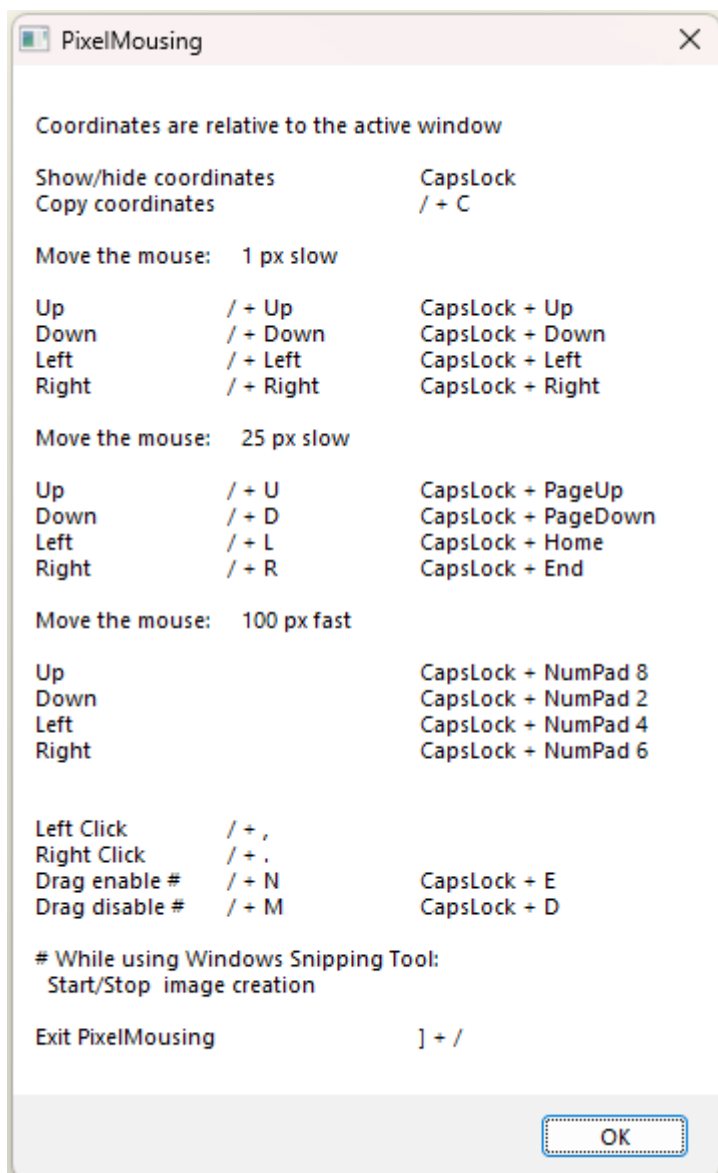 PixelMousing
Coordinates are relative to the active window
Show/hide coordinates CapsLock
Copy coordinates / + C
Move the mouse: 1 px slow
Up / + Up CapsLock + Up
Down / + Down CapsLock + Down
Left / + Left CapsLock + Left
Right / + Right CapsLock + Right
Move the mouse: 25 px slow
Up / + U CapsLock + PageUp
Down / + D CapsLock + PageDown
Left / + L CapsLock + Home
Right / + R CapsLock + End
Move the mouse: 100 px fast
Up CapsLock + NumPad 8
Down CapsLock + NumPad 2
Left CapsLock + NumPad 4
Right CapsLock + NumPad 6
Left Click / + ,
Right Click / + .
Drag enable # / + N CapsLock + E
Drag disable # / + M CapsLock + D
# While using Windows Snipping Tool:
Start/Stop image creation
Exit PixelMousing ] + /
OK